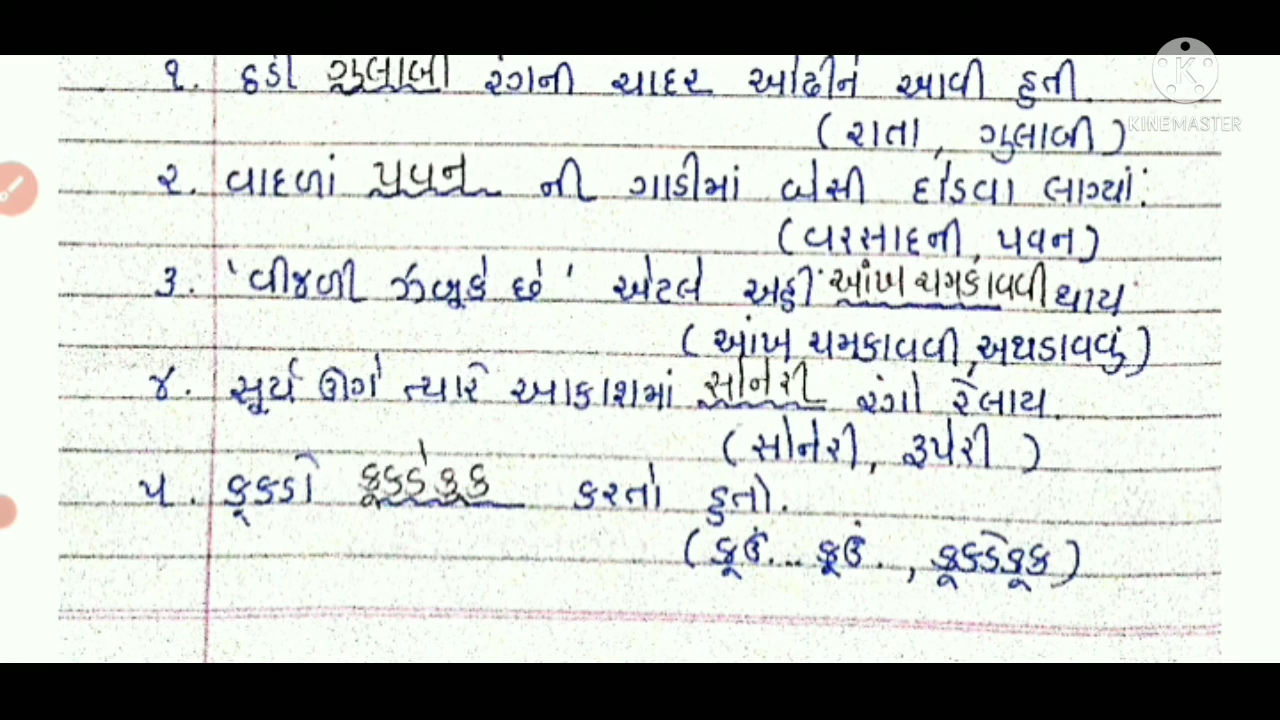 ૧. ઠંડી ગુલાબી રંગની ચાદર ઓઢીને આવી હતી.
(રાતા, ગુલાબી)
KINEMASTER
૨. વાદળાં પવન ની ગાડીમાં બેસી દોડવા લાગ્યાં.
(વરસાદની, પવન)
૩. 'વીજળી ઝબૂકે છે' એટલે અહીં આંખ ચમકાવવી થાય
(આંખ ચમકાવવી, અથડાવવું)
૪. સૂર્ય ઊગે ત્યારે આકાશમાં સોનેરી રંગો રેલાય.
(સોનેરી, રૂપેરી)
૫. કૂકડો કૂકડેકૂક કરતો હતો.
(કૂઉં... કૂઉં., કૂકડેકૂક)